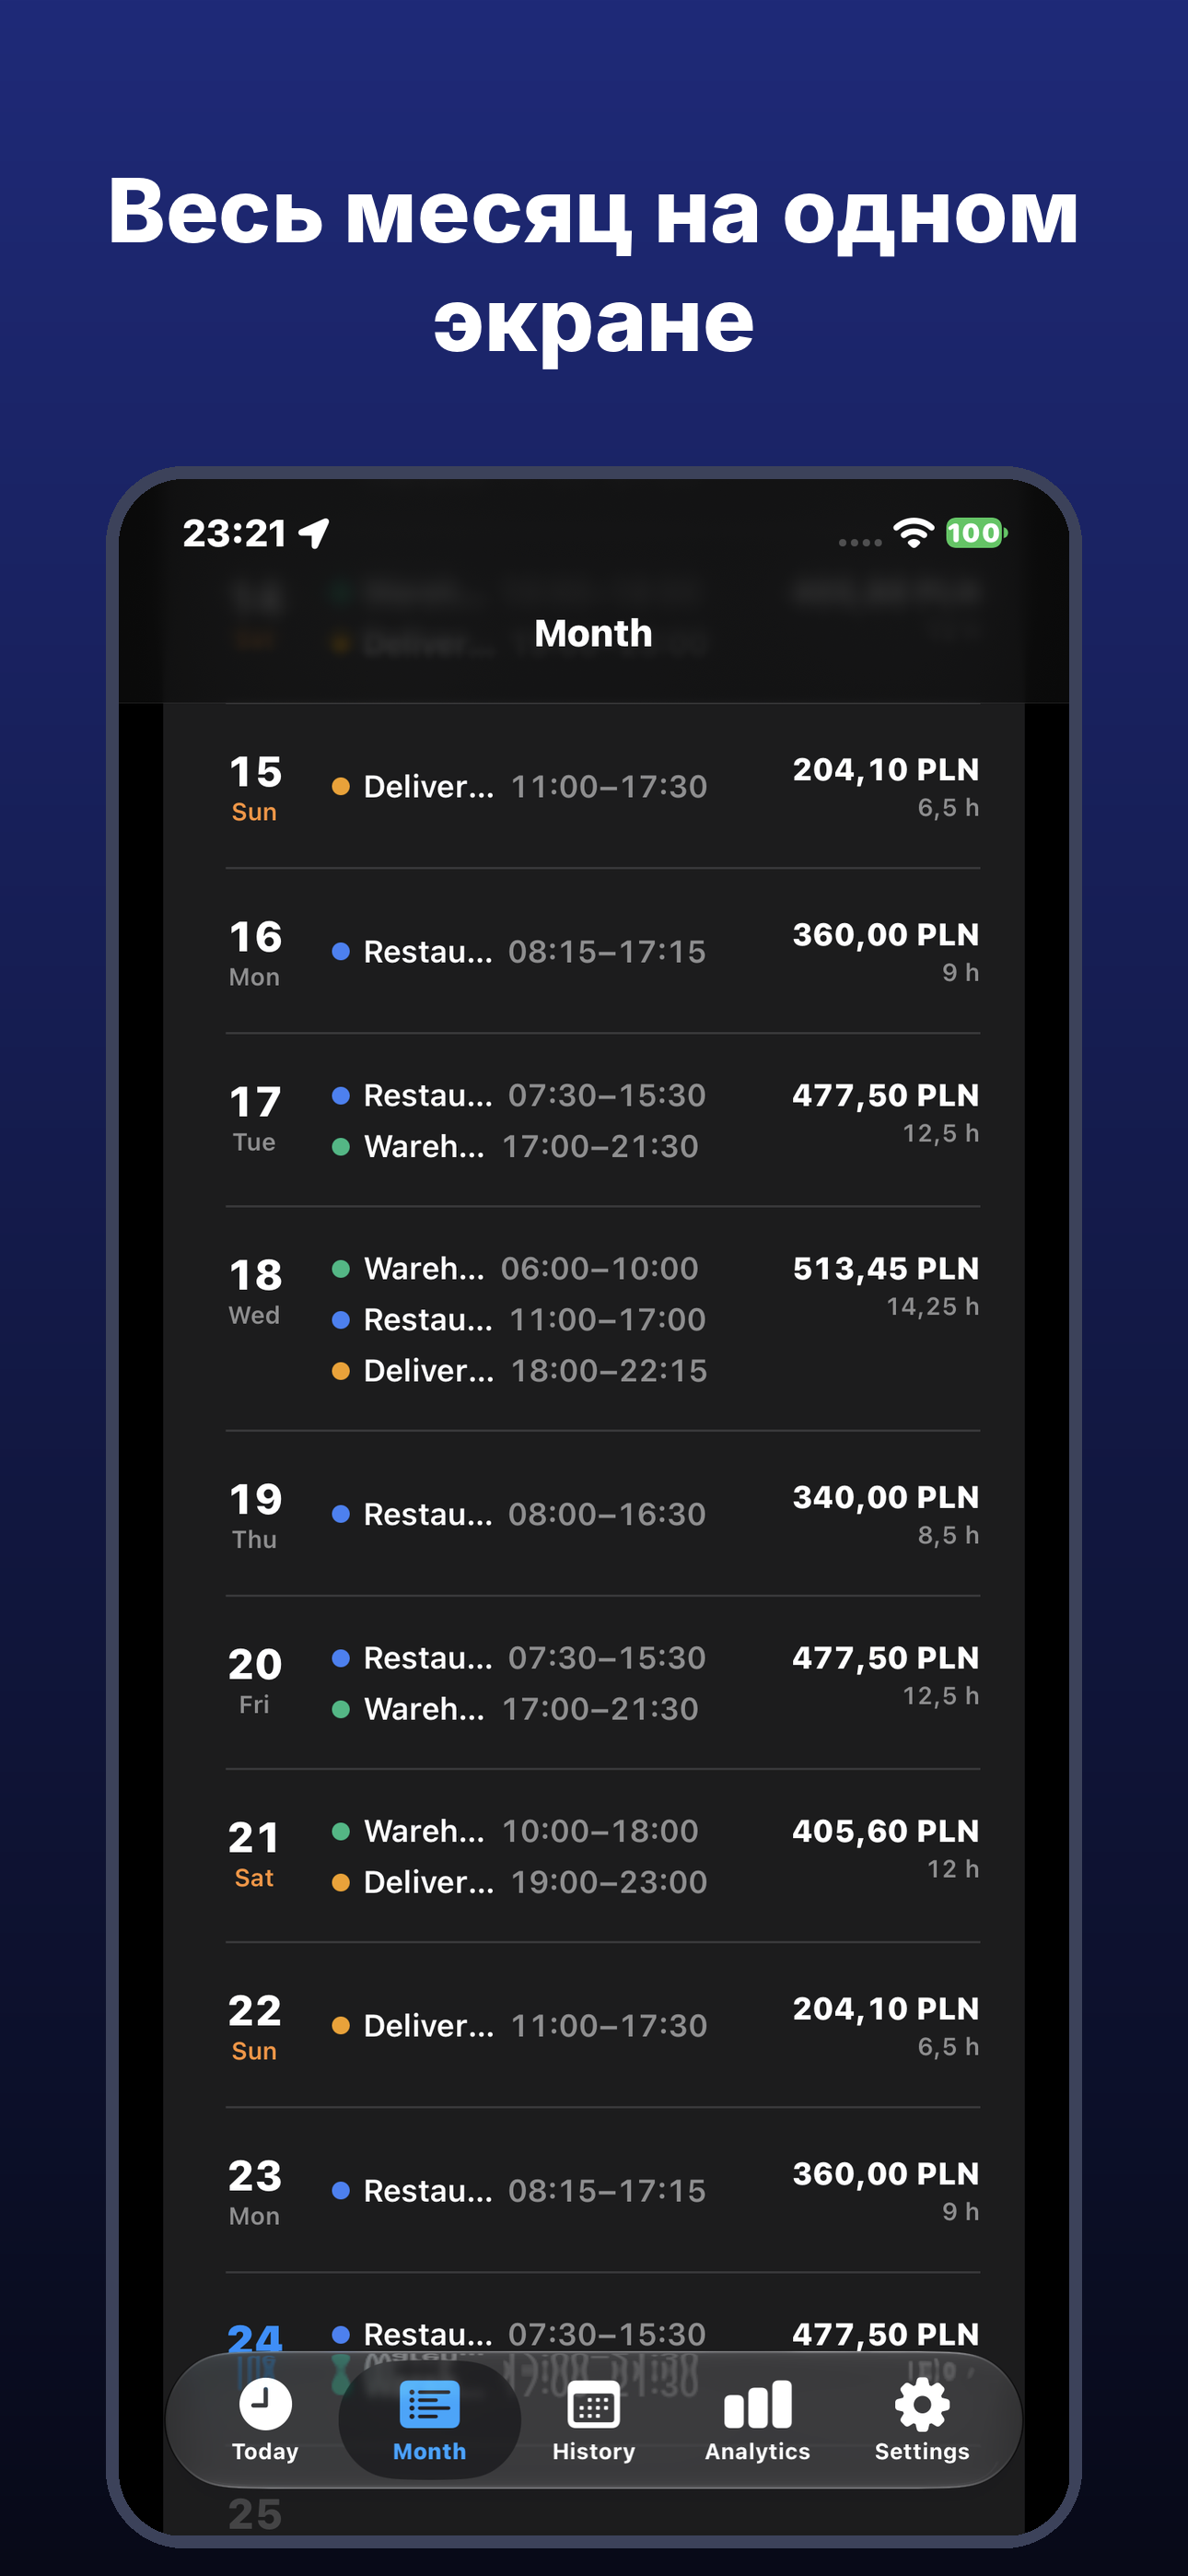 Весь месяц на одном
экране
23:21
100
Month
15 Deliver... 11:00–17:30 204,10 PLN
Sun 6,5 h
16 Restau... 08:15–17:15 360,00 PLN
Mon 9 h
17 Restau... 07:30–15:30 477,50 PLN
Tue Wareh... 17:00–21:30 12,5 h
18 Wareh... 06:00–10:00 513,45 PLN
Wed Restau... 11:00–17:00 14,25 h
Deliver... 18:00–22:15
19 Restau... 08:00–16:30 340,00 PLN
Thu 8,5 h
20 Restau... 07:30–15:30 477,50 PLN
Fri Wareh... 17:00–21:30 12,5 h
21 Wareh... 10:00–18:00 405,60 PLN
Sat Deliver... 19:00–23:00 12 h
22 Deliver... 11:00–17:30 204,10 PLN
Sun 6,5 h
23 Restau... 08:15–17:15 360,00 PLN
Mon 9 h
24 Restau... 07:30–15:30 477,50 PLN
Today Month History Analytics Settings
25